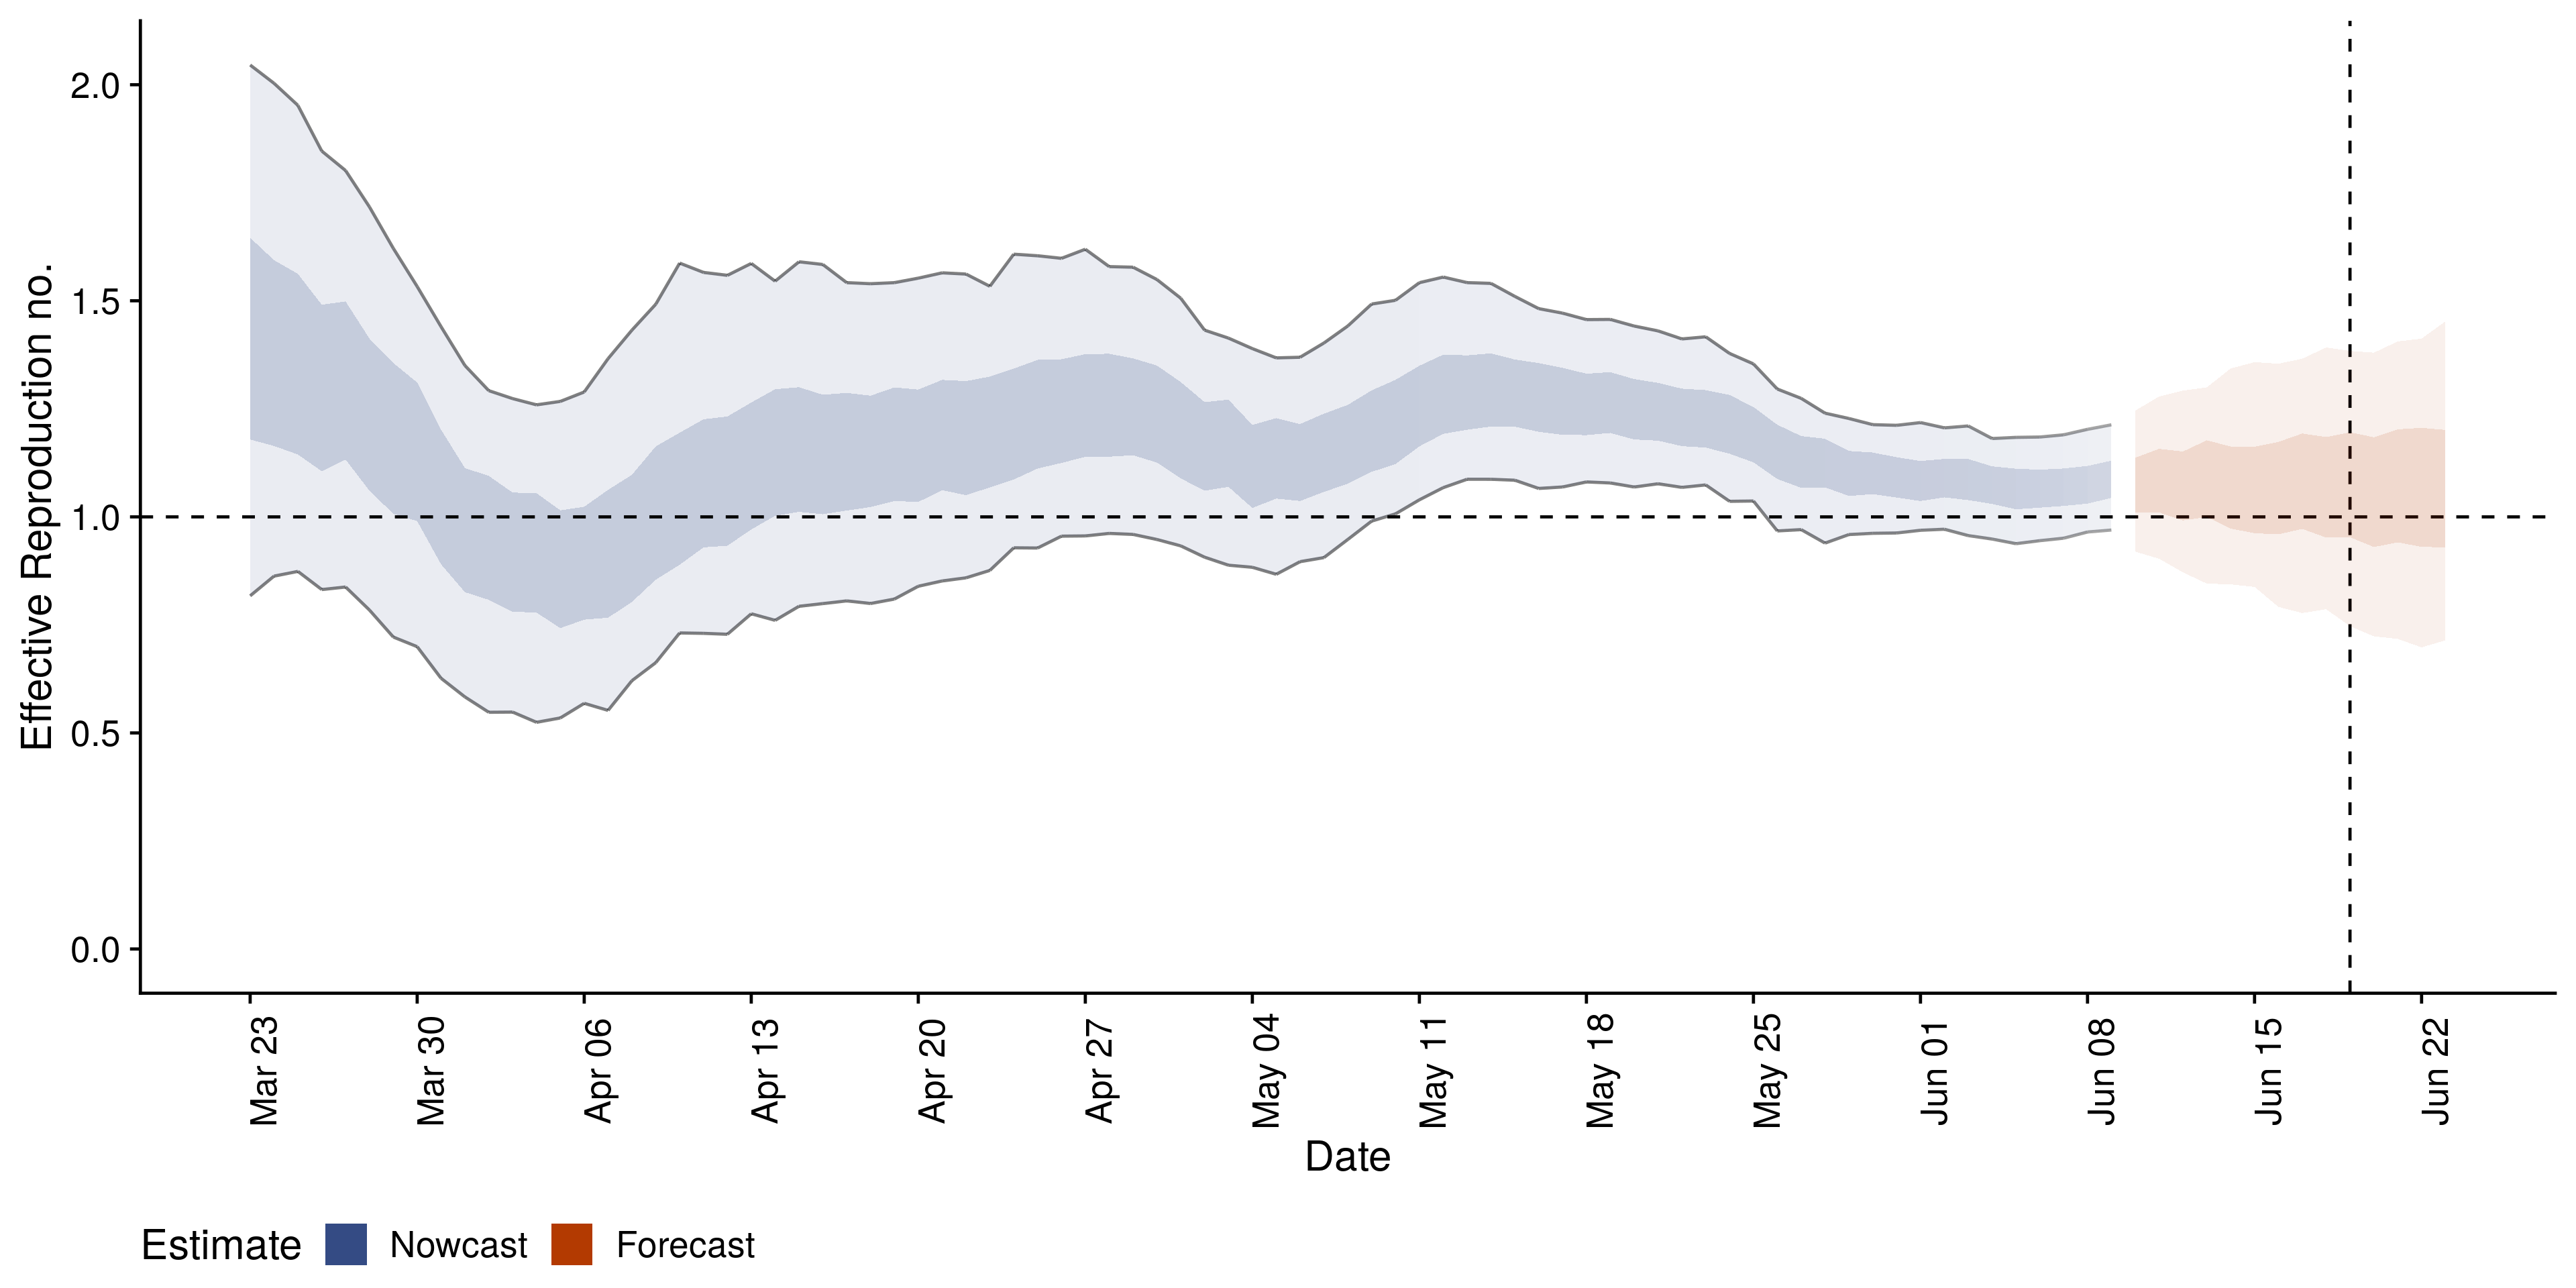 Effective Reproduction no.
2.0
1.5
1.0
0.5
0.0
Mar 23
Mar 30
Apr 06
Apr 13
Apr 20
Apr 27
May 04
May 11
May 18
May 25
Jun 01
Jun 08
Jun 15
Jun 22
Date
Estimate Nowcast Forecast